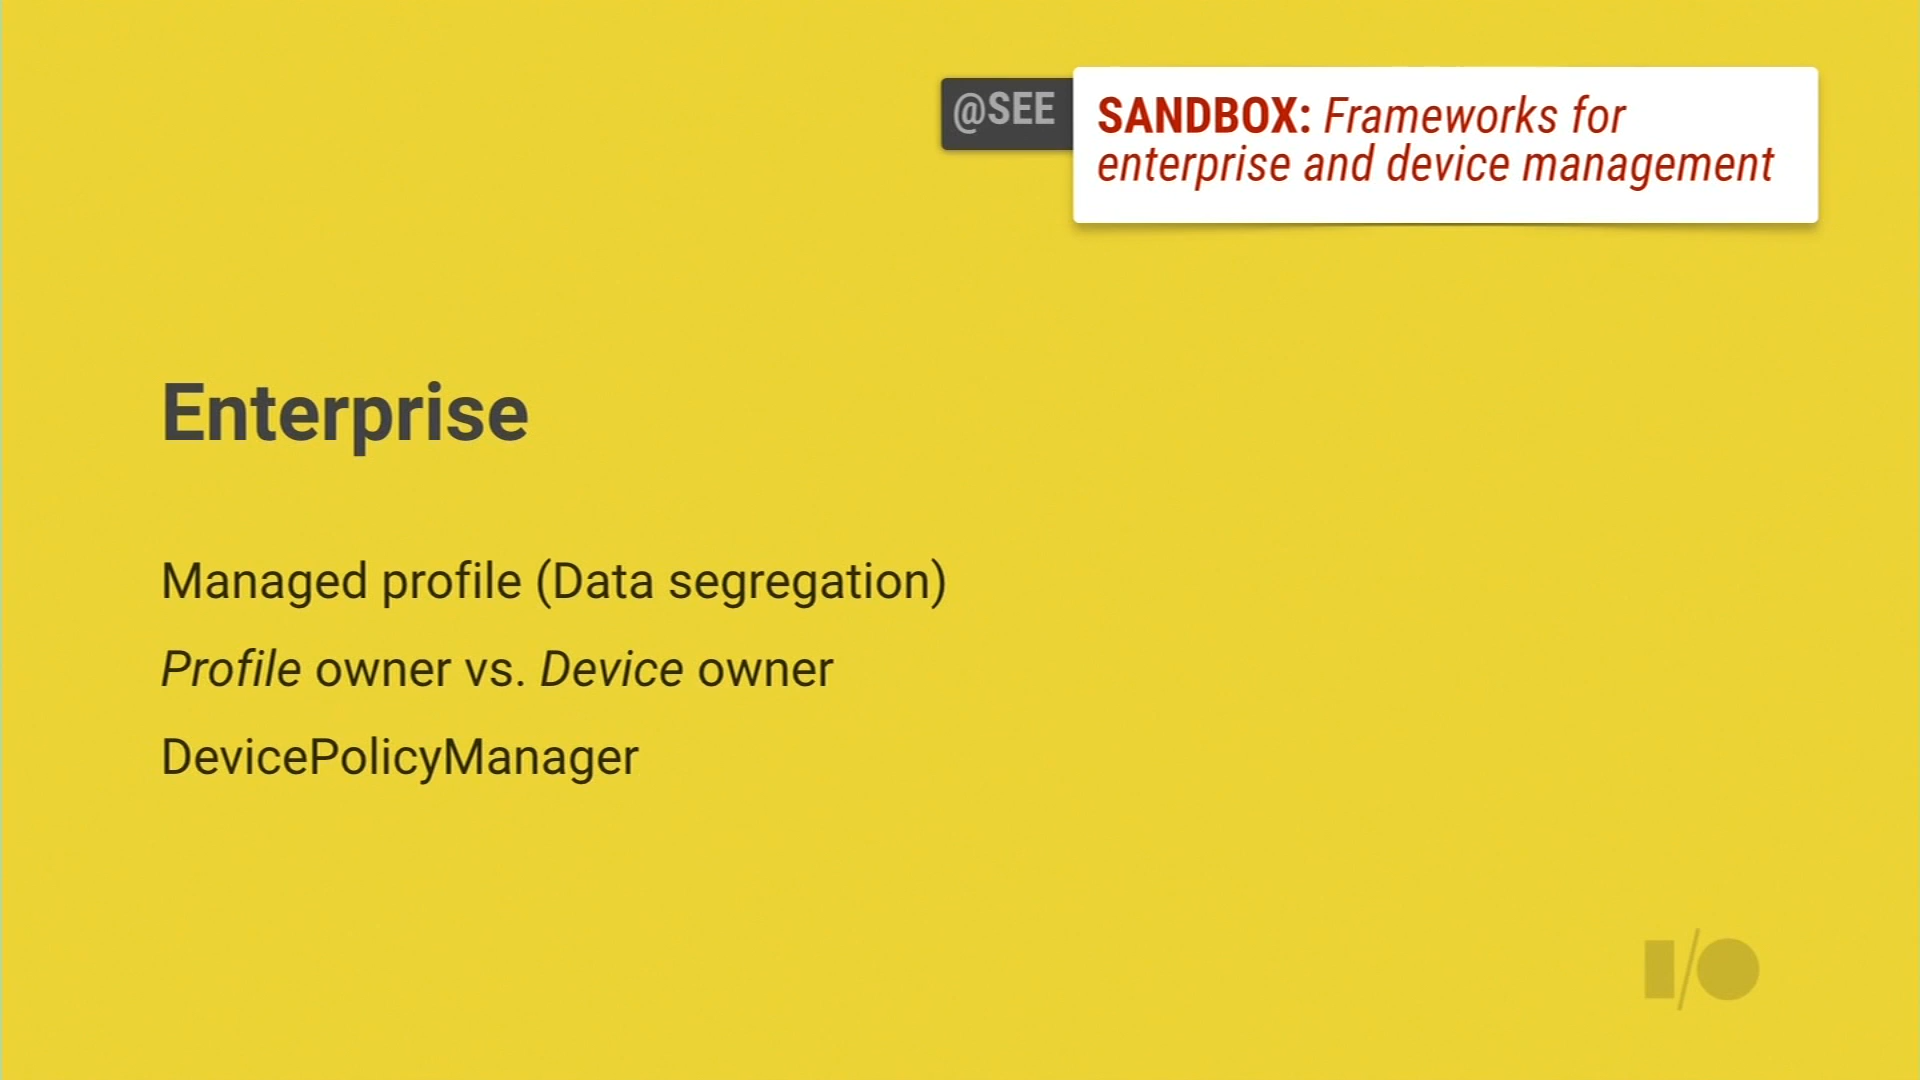 @SEE
SANDBOX: Frameworks for
enterprise and device management
Enterprise
Managed profile (Data segregation)
Profile owner vs. Device owner
DevicePolicyManager
I/O